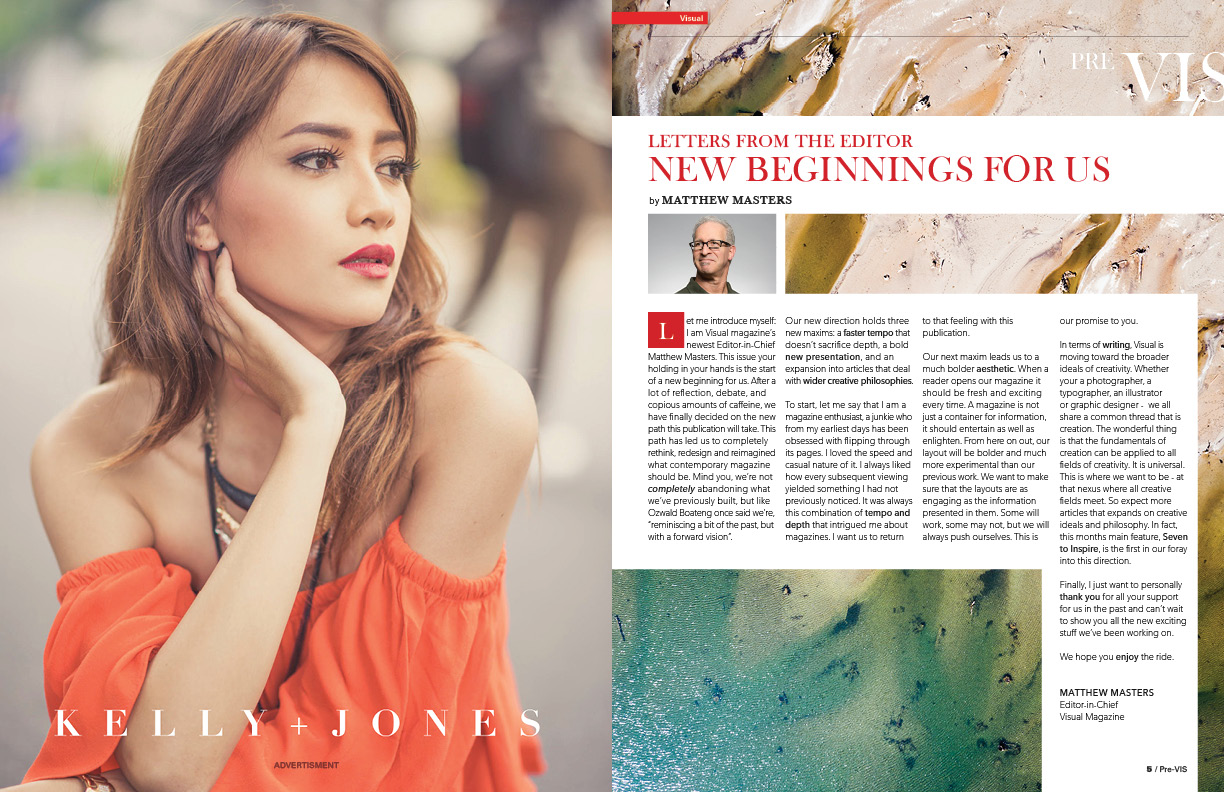 KELLY+JONES
ADVERTISMENT
Visual
PRE VIS
LETTERS FROM THE EDITOR
NEW BEGINNINGS FOR US
by MATTHEW MASTERS
Let me introduce myself:
I am Visual magazine's
newest Editor-in-Chief
Matthew Masters. This issue your
holding in your hands is the start
of a new beginning for us. After a
lot of reflection, debate, and
copious amounts of caffeine, we
have finally decided on the new
path this publication will take. This
path has led us to completely
rethink, redesign and reimagined
what contemporary magazine
should be. Mind you, we're not
completely abandoning what
we've previously built, but like
Ozwald Boateng once said we're,
"reminiscing a bit of the past, but
with a forward vision".
Our new direction holds three
new maxims: a faster tempo that
doesn't sacrifice depth, a bold
new presentation, and an
expansion into articles that deal
with wider creative philosophies.
To start, let me say that I am a
magazine enthusiast, a junkie who
from my earliest days has been
obsessed with flipping through
its pages. I loved the speed and
casual nature of it. I always liked
how every subsequent viewing
yielded something I had not
previously noticed. It was always
this combination of tempo and
depth that intrigued me about
magazines. I want us to return
to that feeling with this
publication.
Our next maxim leads us to a
much bolder aesthetic. When a
reader opens our magazine it
should be fresh and exciting
every time. A magazine is not
just a container for information,
it should entertain as well as
enlighten. From here on out, our
layout will be bolder and much
more experimental than our
previous work. We want to make
sure that the layouts are as
engaging as the information
presented in them. Some will
work, some may not, but we will
always push ourselves. This is
our promise to you.
In terms of writing, Visual is
moving toward the broader
ideas of creativity. Whether
your a photographer, a
typographer, an illustrator
or graphic designer - we all
share a common thread that is
creation. The wonderful thing
is that the fundamentals of
creation can be applied to all
fields of creativity. It is universal.
This is where we want to be - at
that nexus where all creative
fields meet. So expect more
articles that expands on creative
ideals and philosophy. In fact,
this months main feature, Seven
to Inspire, is the first in our foray
into this direction.
Finally, I just want to personally
thank you for all your support
for us in the past and can't wait
to show you all the new exciting
stuff we've been working on.
We hope you enjoy the ride.
MATTHEW MASTERS
Editor-in-Chief
Visual Magazine
5 / Pre-VIS